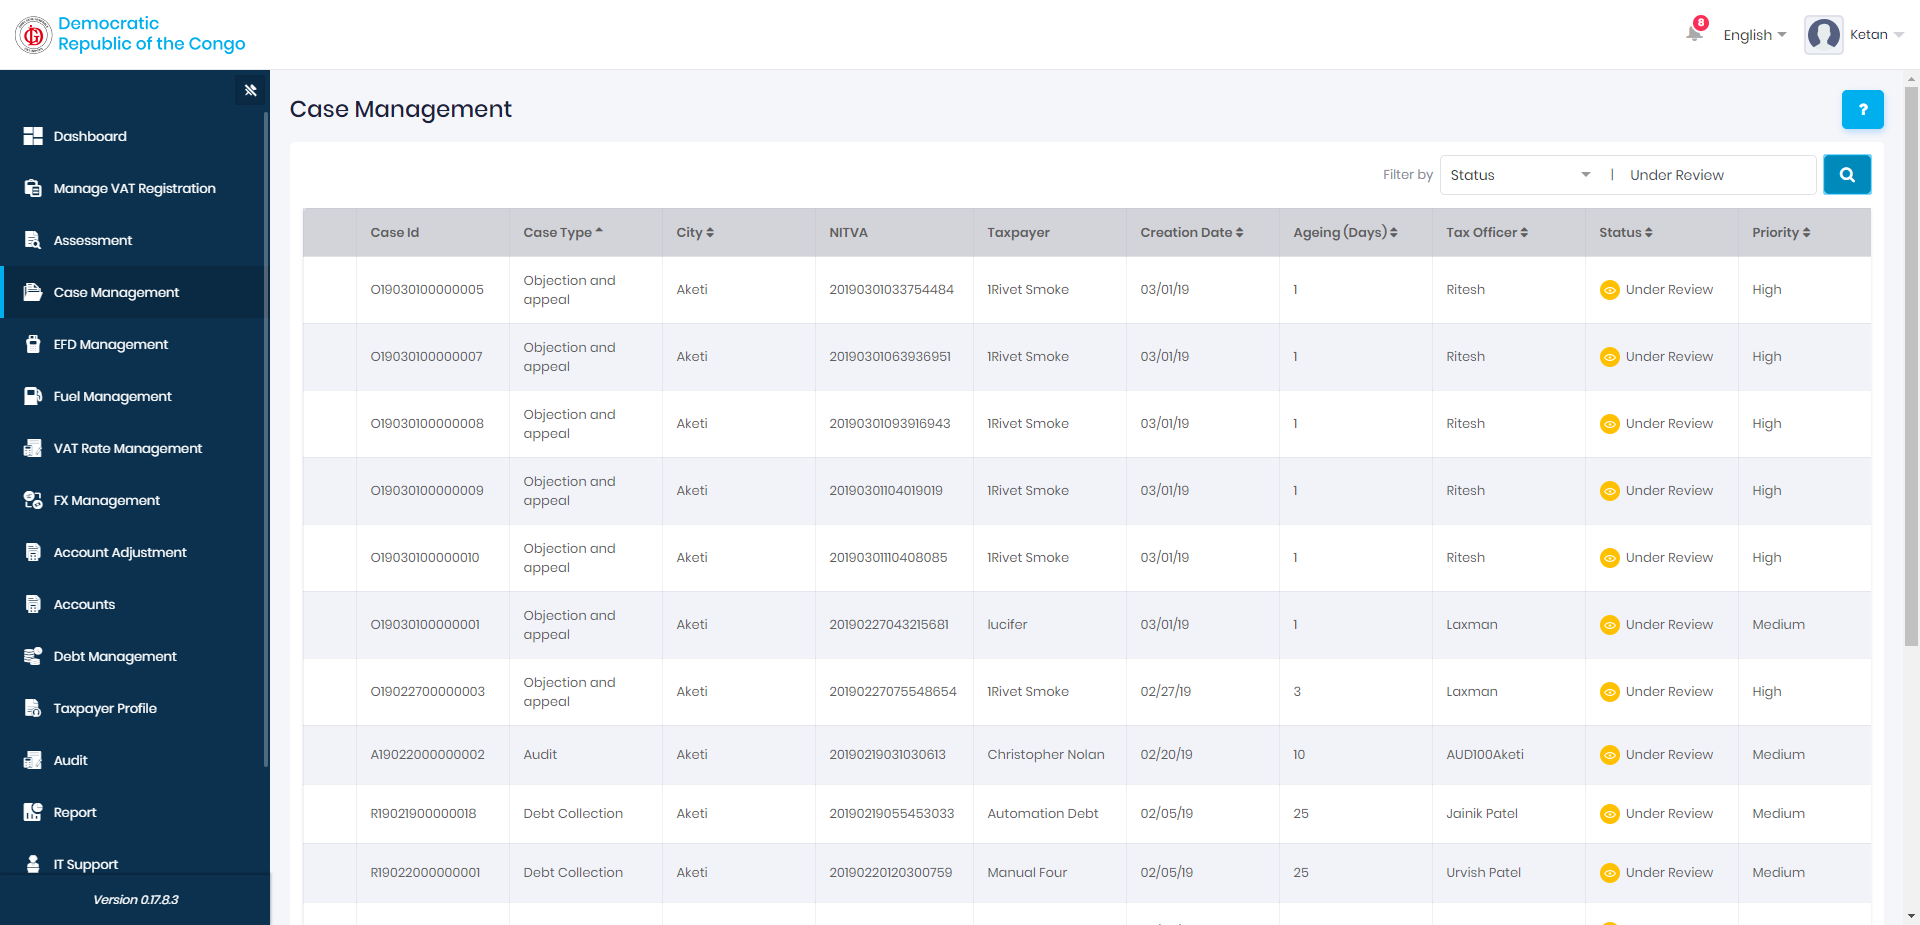 Democratic
Republic of the Congo
8
English
Ketan
Dashboard
Manage VAT Registration
Assessment
Case Management
EFD Management
Fuel Management
VAT Rate Management
FX Management
Account Adjustment
Accounts
Debt Management
Taxpayer Profile
Audit
Report
IT Support
Version 0.17.8.3
Case Management
?
Filter by Status | Under Review
Case Id Case Type City NITVA Taxpayer Creation Date Ageing (Days) Tax Officer Status Priority
O19030100000005 Objection and appeal Aketi 20190301033754484 1Rivet Smoke 03/01/19 1 Ritesh Under Review High
O19030100000007 Objection and appeal Aketi 20190301063936951 1Rivet Smoke 03/01/19 1 Ritesh Under Review High
O19030100000008 Objection and appeal Aketi 20190301093916943 1Rivet Smoke 03/01/19 1 Ritesh Under Review High
O19030100000009 Objection and appeal Aketi 20190301104019019 1Rivet Smoke 03/01/19 1 Ritesh Under Review High
O19030100000010 Objection and appeal Aketi 20190301110408085 1Rivet Smoke 03/01/19 1 Ritesh Under Review High
O19030100000001 Objection and appeal Aketi 20190227043215681 lucifer 03/01/19 1 Laxman Under Review Medium
O19022700000003 Objection and appeal Aketi 20190227075548654 1Rivet Smoke 02/27/19 3 Laxman Under Review High
A19022000000002 Audit Aketi 20190219031030613 Christopher Nolan 02/20/19 10 AUD100Aketi Under Review Medium
R19021900000018 Debt Collection Aketi 20190219055453033 Automation Debt 02/05/19 25 Jainik Patel Under Review Medium
R19022000000001 Debt Collection Aketi 20190220120300759 Manual Four 02/05/19 25 Urvish Patel Under Review Medium